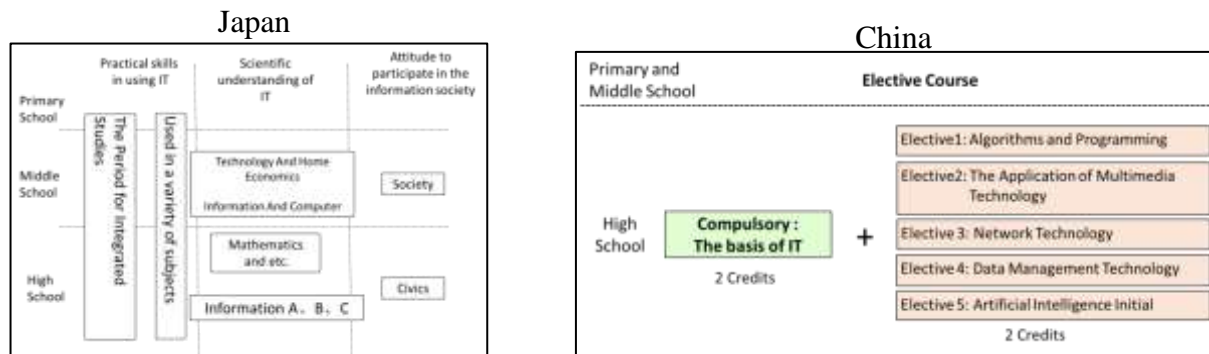 Japan
Practical skills
in using IT
Scientific
understanding of
IT
Attitude to
participate in the
information society
Primary
School
Middle
School
High
School
The Period for Integrated
Studies
Used in a variety of subjects
Technology And Home
Economics
Information And Computer
Society
Mathematics
and etc.
Civics
Information A、B、C
China
Primary and
Middle School
Elective Course
High
School
Compulsory :
The basis of IT
2 Credits
+
Elective1: Algorithms and Programming
Elective2: The Application of Multimedia
Technology
Elective 3: Network Technology
Elective 4: Data Management Technology
Elective 5: Artificial Intelligence Initial
2 Credits